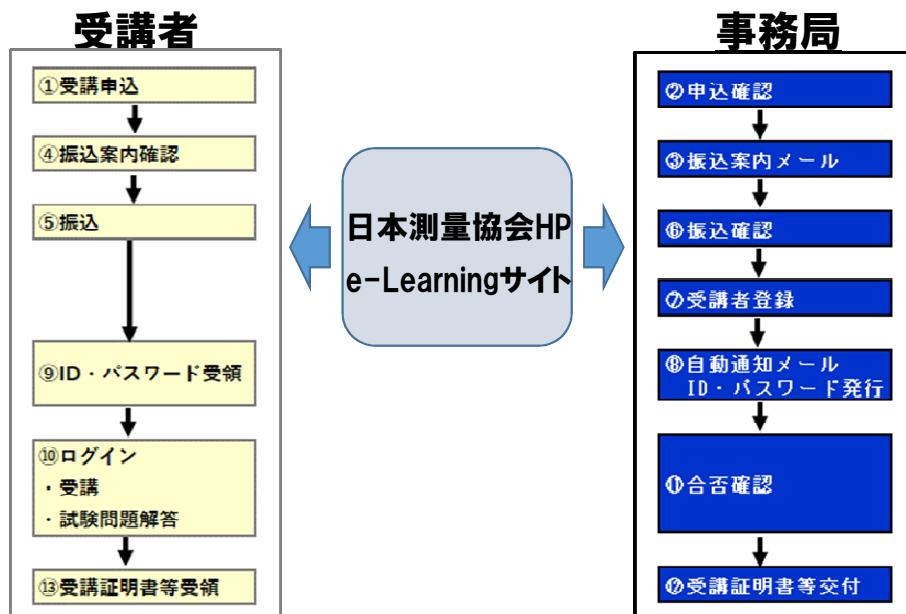 受講者
①受講申込
④振込案内確認
⑤振込
⑨ID・パスワード受領
⑩ログイン
・受講
・試験問題解答
⑬受講証明書等受領
日本測量協会HP
e-Learningサイト
事務局
②申込確認
③振込案内メール
⑥振込確認
⑦受講者登録
⑧自動通知メール
ID・パスワード発行
⑪合否確認
⑫受講証明書等交付